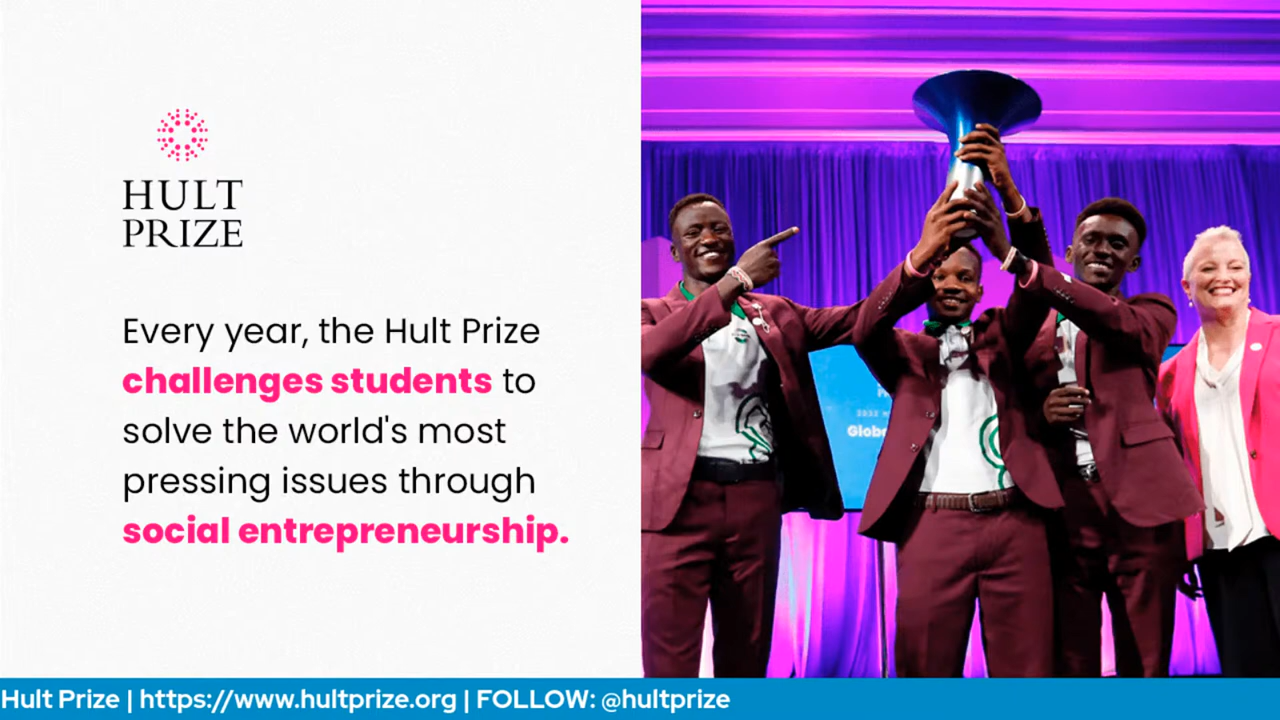 HULT
PRIZE
Every year, the Hult Prize
challenges students to
solve the world's most
pressing issues through
social entrepreneurship.
Hult Prize | https://www.hultprize.org | FOLLOW: @hultprize